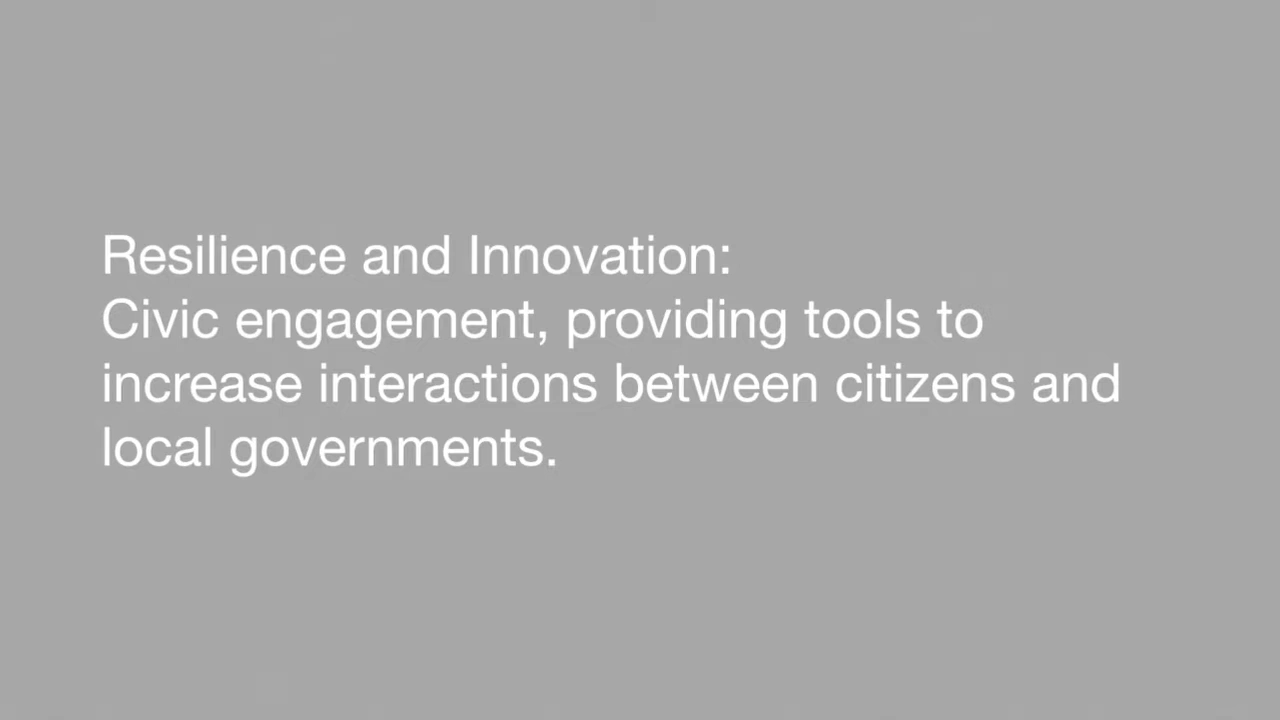 Resilience and Innovation:
Civic engagement, providing tools to
increase interactions between citizens and
local governments.